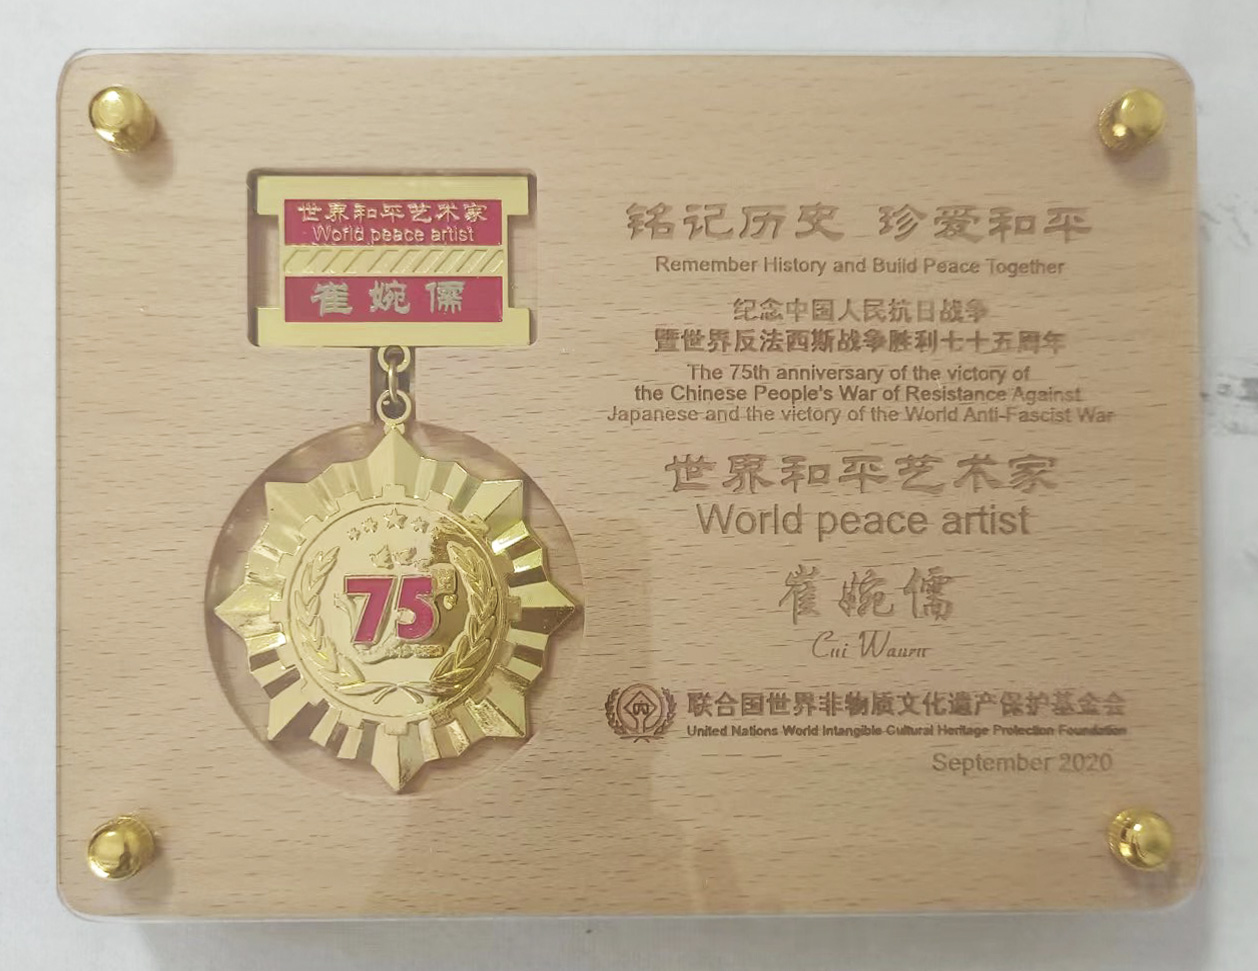 世界和平艺术家
World peace artist
崔婉儒
75
铭记历史 珍爱和平
Remember History and Build Peace Together
纪念中国人民抗日战争
暨世界反法西斯战争胜利七十五周年
The 75th anniversary of the victory of
the Chinese People's War of Resistance Against
Japanese and the victory of the World Anti-Fascist War
世界和平艺术家
World peace artist
崔婉儒
Cui Wanru
联合国世界非物质文化遗产保护基金会
United Nations World Intangible Cultural Heritage Protection Foundation
September 2020